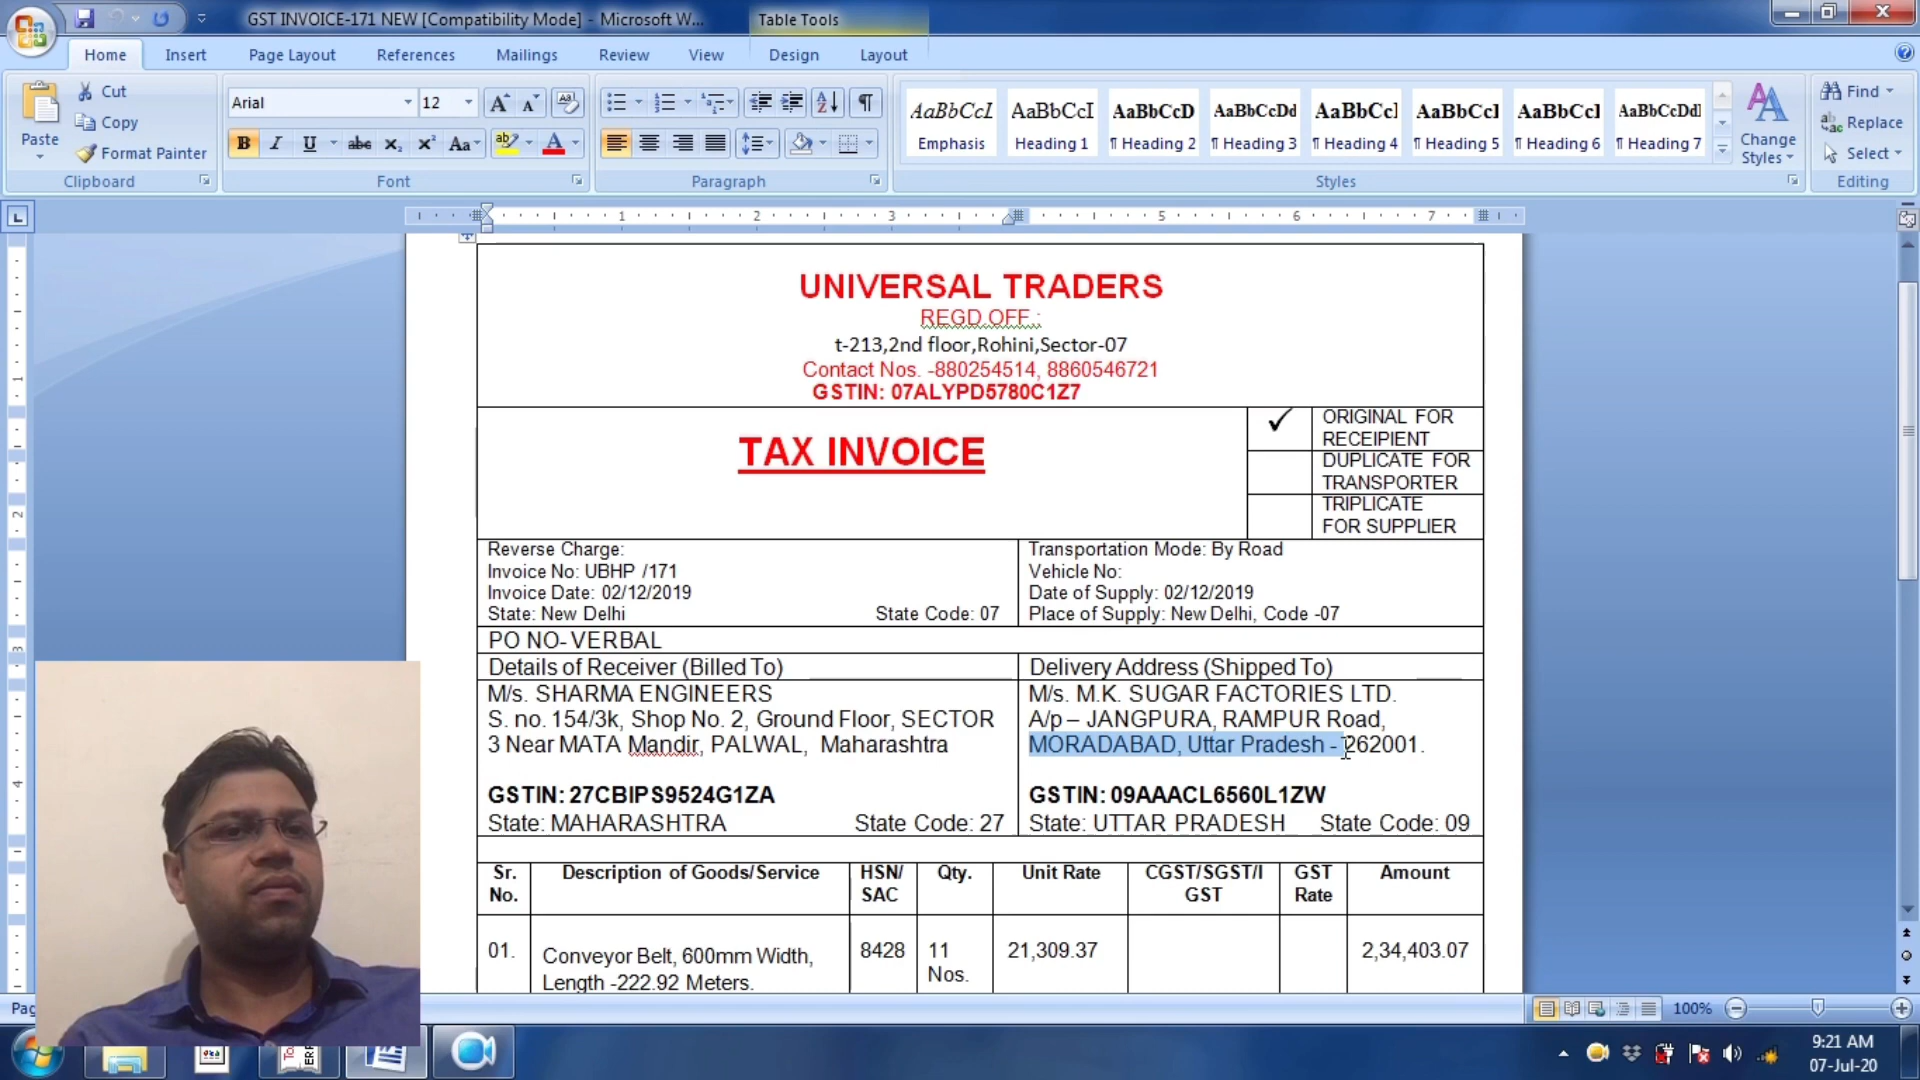 GST INVOICE-171 NEW [Compatibility Mode] - Microsoft W...
Table Tools
Home Insert Page Layout References Mailings Review View Design Layout
Paste
Cut
Copy
Format Painter
Clipboard
Arial 12
B I U abc X₂ X² Aa A
Font
Paragraph
AaBbCcI AaBbCcI AaBbCcD AaBbCcDd AaBbCcI AaBbCcI AaBbCcI AaBbCcDdI
Emphasis Heading 1 ¶ Heading 2 ¶ Heading 3 ¶ Heading 4 ¶ Heading 5 ¶ Heading 6 ¶ Heading 7
Change Styles
Styles
Find
Replace
Select
Editing
1 2 3 5 6 7
UNIVERSAL TRADERS
REGD.OFF.:
t-213,2nd floor,Rohini,Sector-07
Contact Nos. -880254514, 8860546721
GSTIN: 07ALYPD5780C1Z7
TAX INVOICE
✓ ORIGINAL FOR
RECEIPIENT
DUPLICATE FOR
TRANSPORTER
TRIPLICATE
FOR SUPPLIER
Reverse Charge:
Invoice No: UBHP /171
Invoice Date: 02/12/2019
State: New Delhi State Code: 07
Transportation Mode: By Road
Vehicle No:
Date of Supply: 02/12/2019
Place of Supply: New Delhi, Code -07
PO NO- VERBAL
Details of Receiver (Billed To)
Delivery Address (Shipped To)
M/s. SHARMA ENGINEERS
S. no. 154/3k, Shop No. 2, Ground Floor, SECTOR
3 Near MATA Mandir, PALWAL, Maharashtra
GSTIN: 27CBIPS9524G1ZA
State: MAHARASHTRA State Code: 27
M/s. M.K. SUGAR FACTORIES LTD.
A/p – JANGPURA, RAMPUR Road,
MORADABAD, Uttar Pradesh - 262001.
GSTIN: 09AAACL6560L1ZW
State: UTTAR PRADESH State Code: 09
Sr. No. Description of Goods/Service HSN/ SAC Qty. Unit Rate CGST/SGST/I GST GST Rate Amount
01. Conveyor Belt, 600mm Width, 8428 11 21,309.37 2,34,403.07
Length -222.92 Meters. Nos.
100%
9:21 AM
07-Jul-20